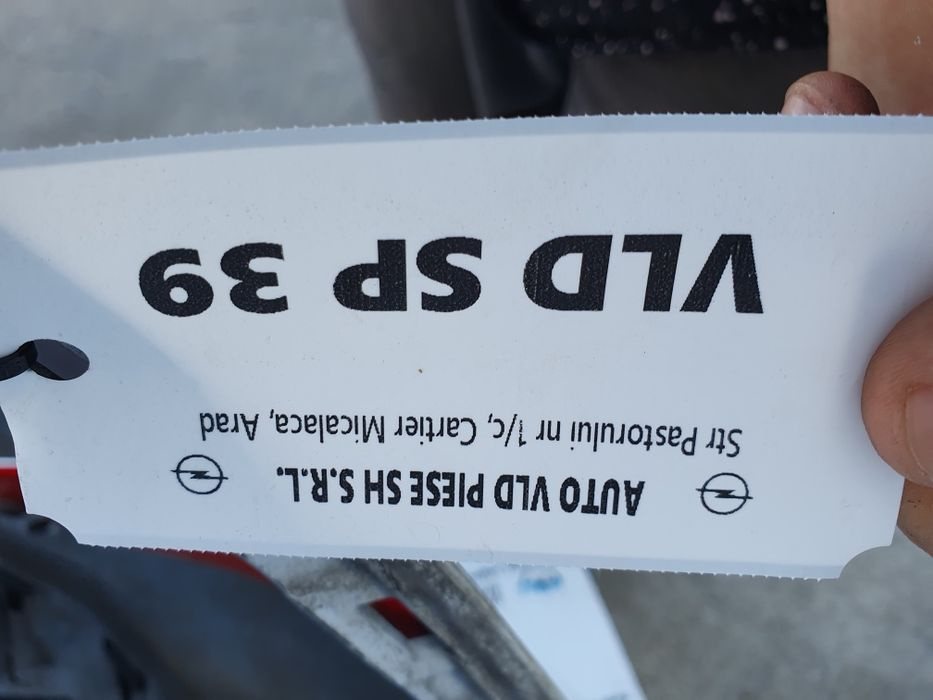 AUTO VLD PIESE SH S.R.L.
Str Pastorului nr 1/c, Cartier Micalaca, Arad
VLD SP 39